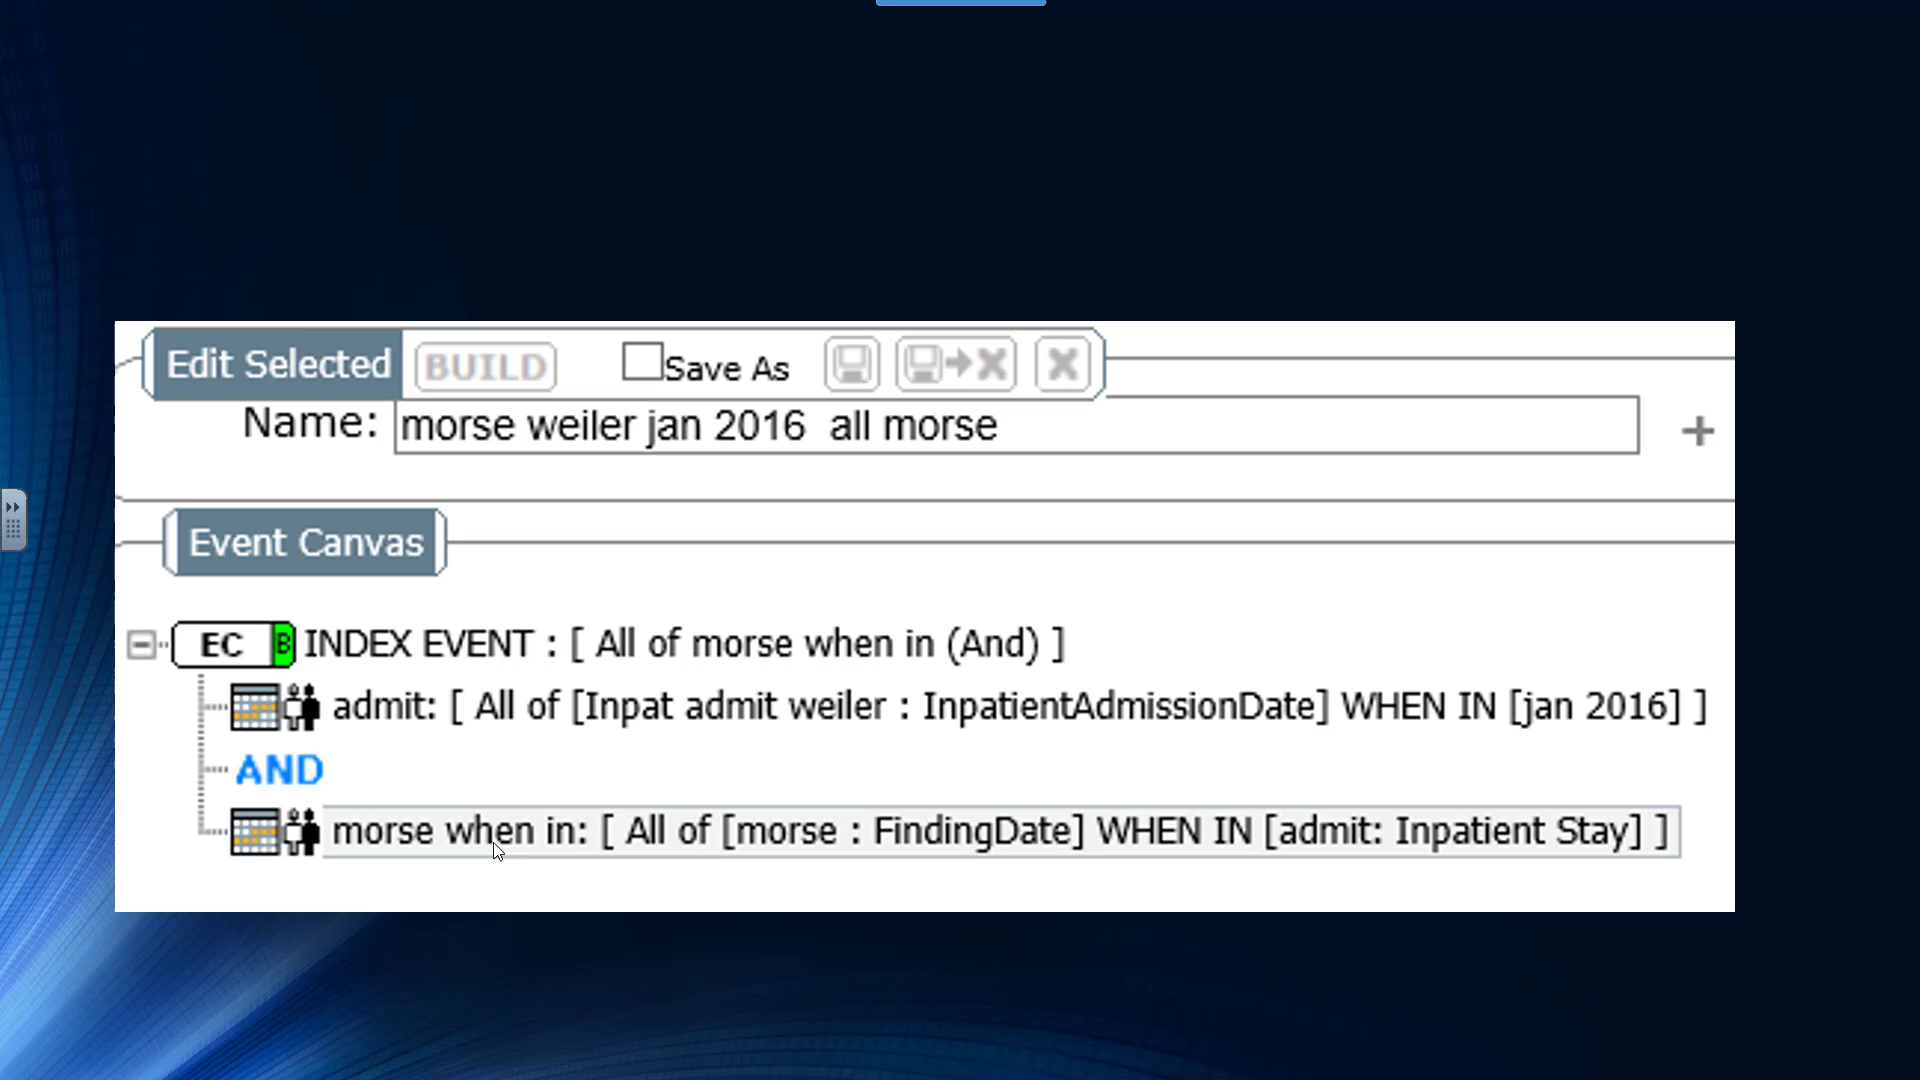 Edit Selected BUILD Save As
Name: morse weiler jan 2016  all morse
Event Canvas
EC B INDEX EVENT : [ All of morse when in (And) ]
admit: [ All of [Inpat admit weiler : InpatientAdmissionDate] WHEN IN [jan 2016] ]
AND
morse when in: [ All of [morse : FindingDate] WHEN IN [admit: Inpatient Stay] ]